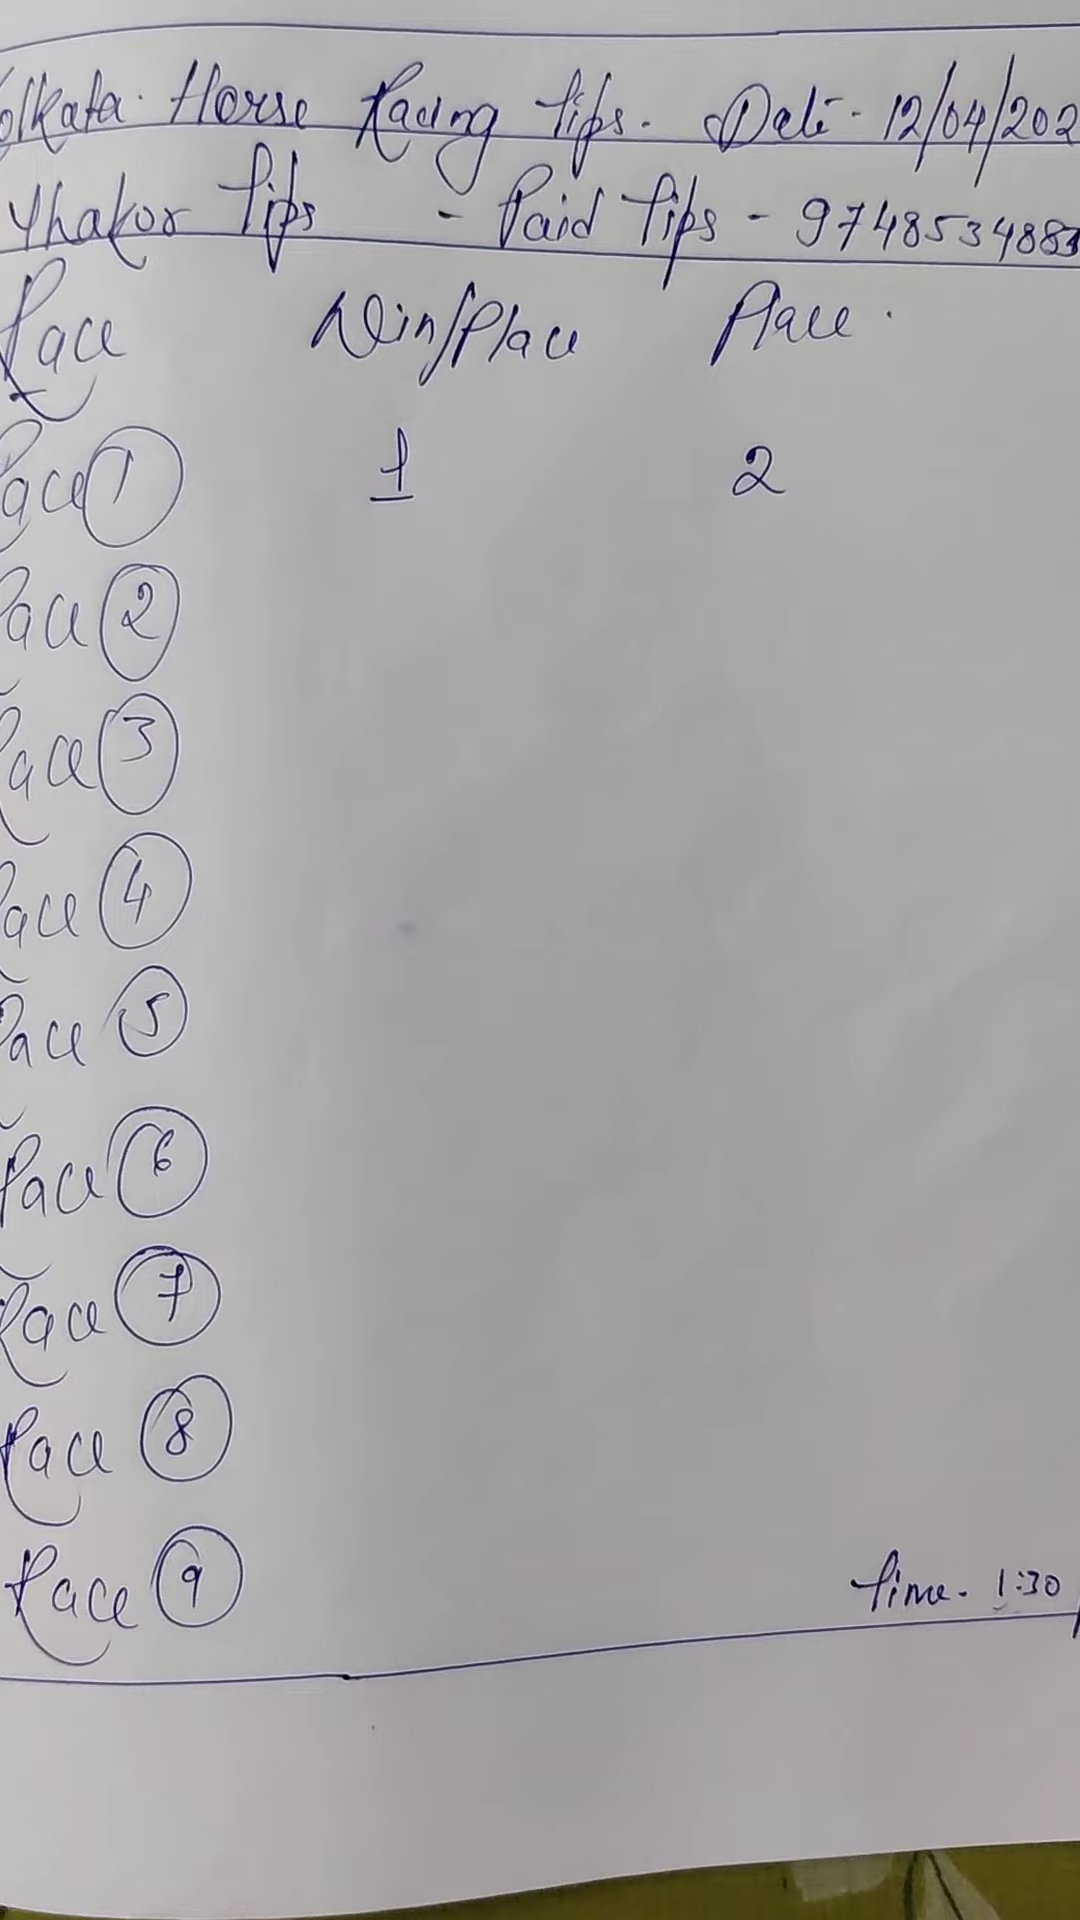 olkata. Horse Racing Tips. Date - 12/04/202
Thakor Tips - Paid Tips - 9748534883
Race Win/Place Place.
Race 1 1 2
Race 2
Race 3
Race 4
Race 5
Race 6
Race 7
Race 8
Race 9
Time - 1:30